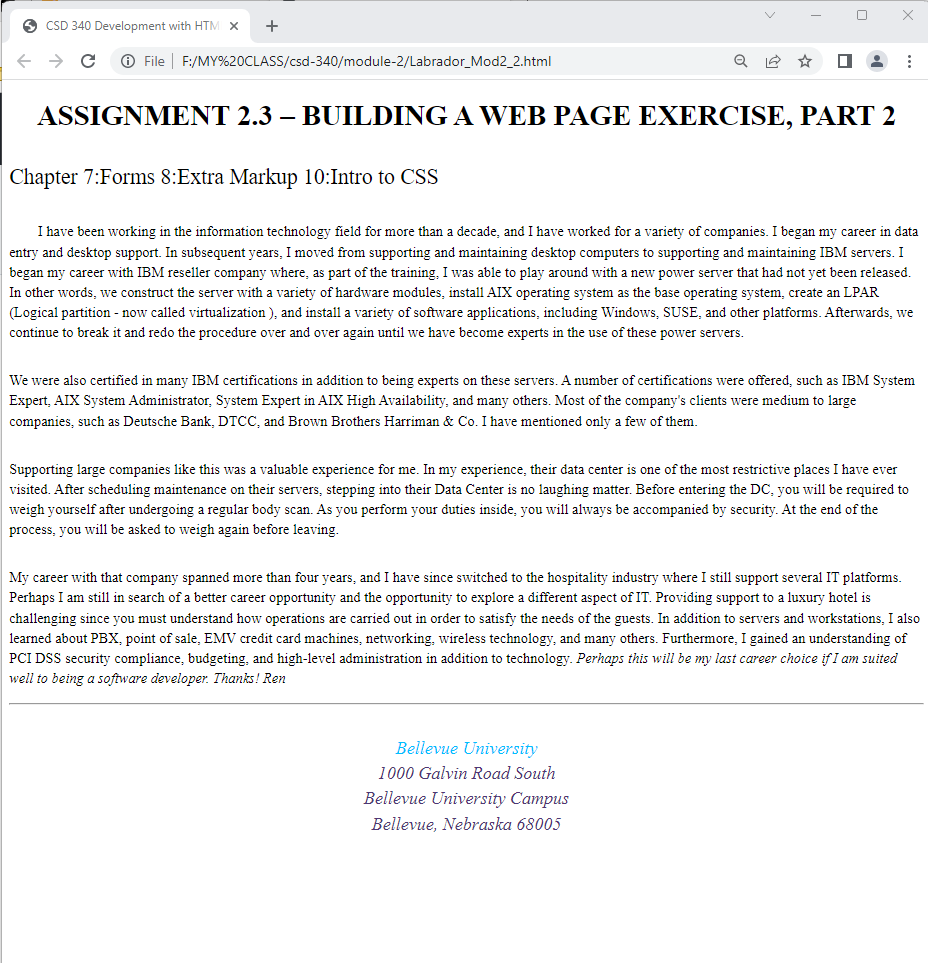 CSD 340 Development with HTM
File | F:/MY%20CLASS/csd-340/module-2/Labrador_Mod2_2.html
ASSIGNMENT 2.3 – BUILDING A WEB PAGE EXERCISE, PART 2
Chapter 7:Forms 8:Extra Markup 10:Intro to CSS
I have been working in the information technology field for more than a decade, and I have worked for a variety of companies. I began my career in data
entry and desktop support. In subsequent years, I moved from supporting and maintaining desktop computers to supporting and maintaining IBM servers. I
began my career with IBM reseller company where, as part of the training, I was able to play around with a new power server that had not yet been released.
In other words, we construct the server with a variety of hardware modules, install AIX operating system as the base operating system, create an LPAR
(Logical partition - now called virtualization ), and install a variety of software applications, including Windows, SUSE, and other platforms. Afterwards, we
continue to break it and redo the procedure over and over again until we have become experts in the use of these power servers.
We were also certified in many IBM certifications in addition to being experts on these servers. A number of certifications were offered, such as IBM System
Expert, AIX System Administrator, System Expert in AIX High Availability, and many others. Most of the company's clients were medium to large
companies, such as Deutsche Bank, DTCC, and Brown Brothers Harriman & Co. I have mentioned only a few of them.
Supporting large companies like this was a valuable experience for me. In my experience, their data center is one of the most restrictive places I have ever
visited. After scheduling maintenance on their servers, stepping into their Data Center is no laughing matter. Before entering the DC, you will be required to
weigh yourself after undergoing a regular body scan. As you perform your duties inside, you will always be accompanied by security. At the end of the
process, you will be asked to weigh again before leaving.
My career with that company spanned more than four years, and I have since switched to the hospitality industry where I still support several IT platforms.
Perhaps I am still in search of a better career opportunity and the opportunity to explore a different aspect of IT. Providing support to a luxury hotel is
challenging since you must understand how operations are carried out in order to satisfy the needs of the guests. In addition to servers and workstations, I also
learned about PBX, point of sale, EMV credit card machines, networking, wireless technology, and many others. Furthermore, I gained an understanding of
PCI DSS security compliance, budgeting, and high-level administration in addition to technology. Perhaps this will be my last career choice if I am suited
well to being a software developer. Thanks! Ren
Bellevue University
1000 Galvin Road South
Bellevue University Campus
Bellevue, Nebraska 68005